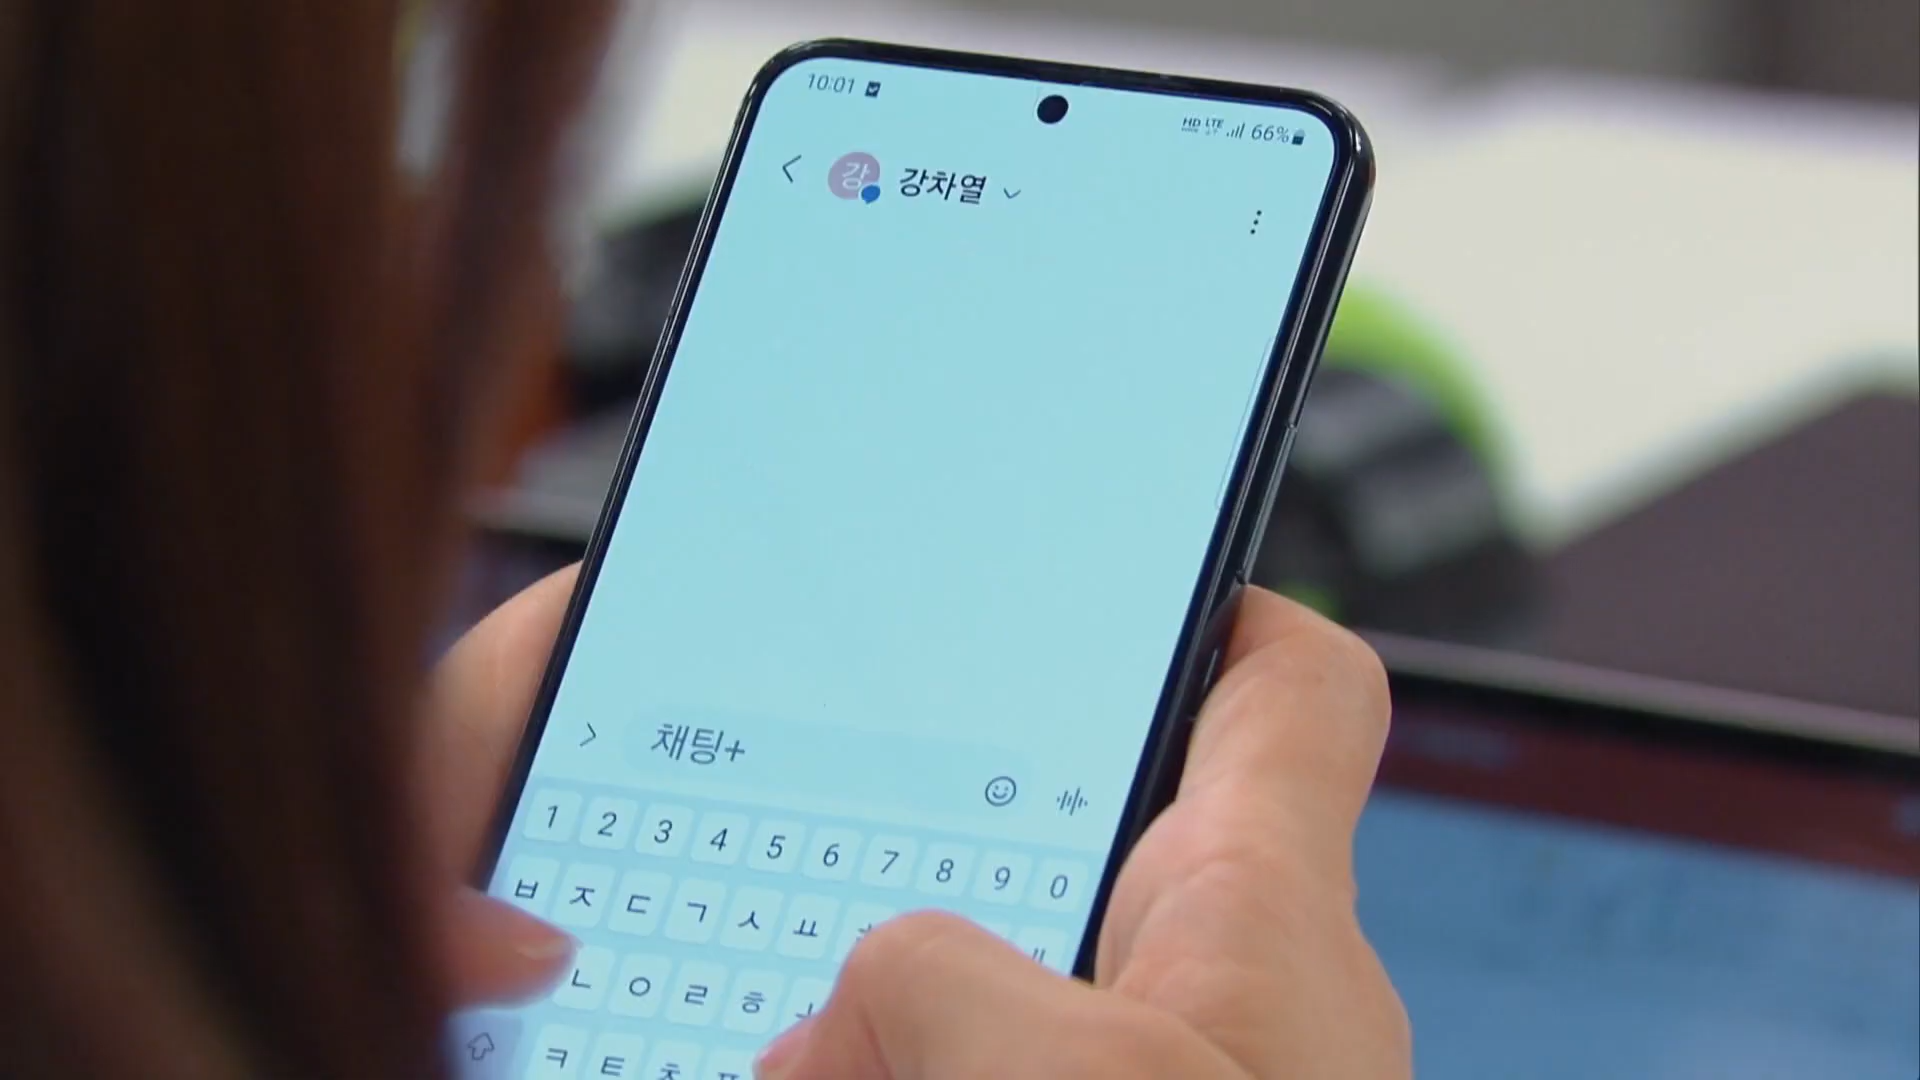 10:01
HD LTE 66%
강 강차열
채팅+
1 2 3 4 5 6 7 8 9 0
ㅂ ㅈ ㄷ ㄱ ㅅ ㅛ ㅔ
ㄴ ㅇ ㄹ ㅎ ㅗ
ㅋ ㅌ ㅊ ㅍ